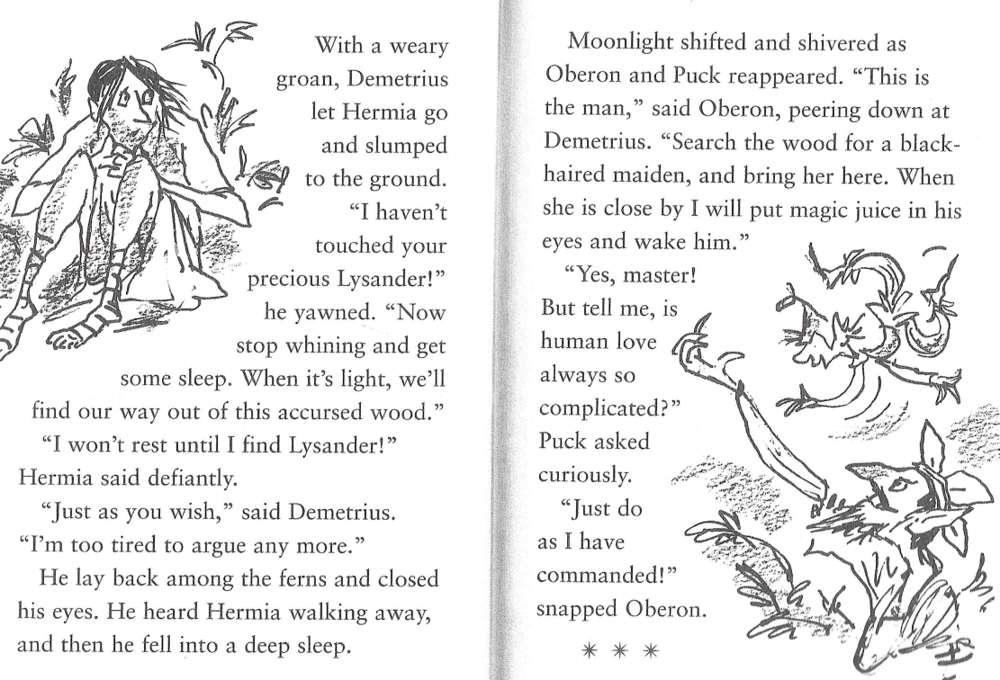 With a weary
groan, Demetrius
let Hermia go
and slumped
to the ground.
“I haven’t
touched your
precious Lysander!”
he yawned. “Now
stop whining and get
some sleep. When it’s light, we’ll
find our way out of this accursed wood.”
“I won’t rest until I find Lysander!”
Hermia said defiantly.
“Just as you wish,” said Demetrius.
“I’m too tired to argue any more.”
He lay back among the ferns and closed
his eyes. He heard Hermia walking away,
and then he fell into a deep sleep.
Moonlight shifted and shivered as
Oberon and Puck reappeared. “This is
the man,” said Oberon, peering down at
Demetrius. “Search the wood for a black-
haired maiden, and bring her here. When
she is close by I will put magic juice in his
eyes and wake him.”
“Yes, master!
But tell me, is
human love
always so
complicated?”
Puck asked
curiously.
“Just do
as I have
commanded!”
snapped Oberon.
✳ ✳ ✳